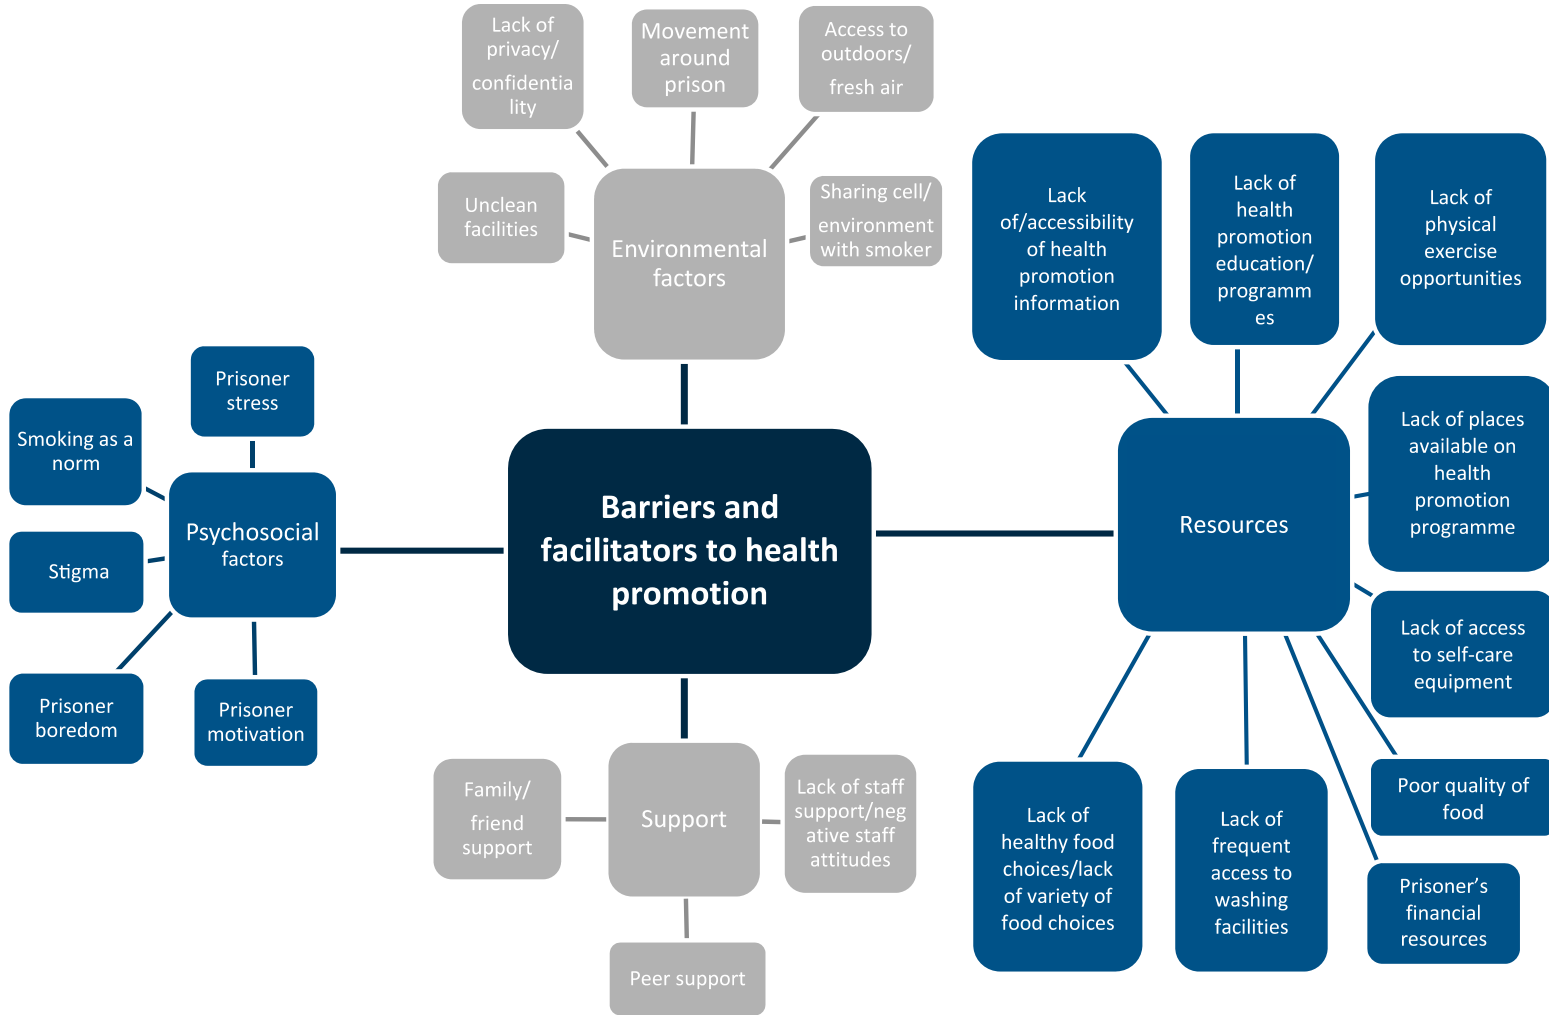 Lack of
privacy/
confidentia
lity
Movement
around
prison
Access to
outdoors/
fresh air
Unclean
facilities
Environmental
factors
Sharing cell/
environment
with smoker
Lack
of/accessibility
of health
promotion
information
Lack of
health
promotion
education/
programm
es
Lack of
physical
exercise
opportunities
Prisoner
stress
Smoking as a
norm
Psychosocial
factors
Stigma
Prisoner
boredom
Prisoner
motivation
Barriers and
facilitators to health
promotion
Resources
Lack of places
available on
health
promotion
programme
Lack of access
to self-care
equipment
Poor quality of
food
Prisoner’s
financial
resources
Lack of
frequent
access to
washing
facilities
Lack of
healthy food
choices/lack
of variety of
food choices
Family/
friend
support
Support
Lack of staff
support/neg
ative staff
attitudes
Peer support